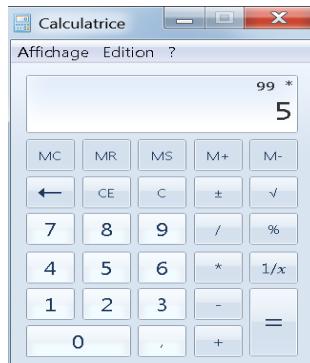 Calculatrice
Affichage Edition ?
99 *
5
MC MR MS M+ M-
← CE C ± √
7 8 9 / %
4 5 6 * 1/x
1 2 3 - =
0 , +